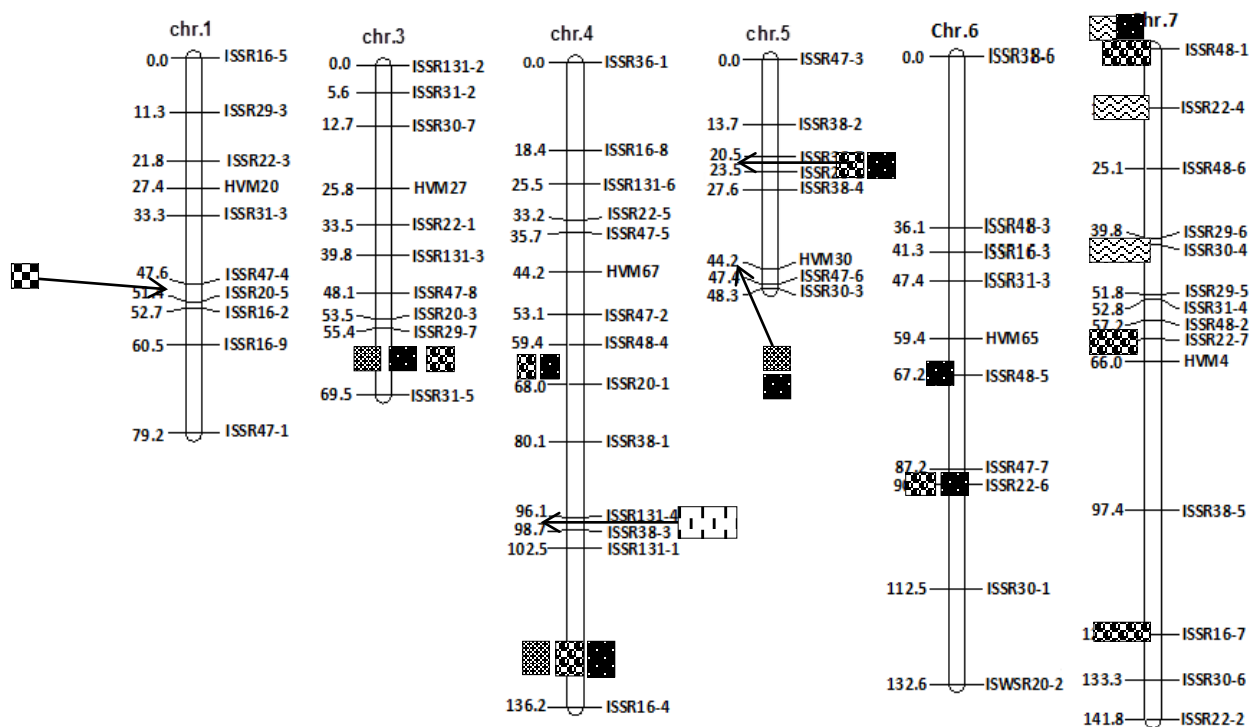 chr.1
0.0 ISSR16-5
11.3 ISSR29-3
21.8 ISSR22-3
27.4 HVM20
33.3 ISSR31-3
47.6 ISSR47-4
ISSR20-5
52.7 ISSR16-2
60.5 ISSR16-9
79.2 ISSR47-1
chr.3
0.0 ISSR131-2
5.6 ISSR31-2
12.7 ISSR30-7
25.8 HVM27
33.5 ISSR22-1
39.8 ISSR131-3
48.1 ISSR47-8
53.5 ISSR20-3
55.4 ISSR29-7
69.5 ISSR31-5
chr.4
0.0 ISSR36-1
18.4 ISSR16-8
25.5 ISSR131-6
33.2 ISSR22-5
35.7 ISSR47-5
44.2 HVM67
53.1 ISSR47-2
59.4 ISSR48-4
68.0 ISSR20-1
80.1 ISSR38-1
96.1 ISSR131-4
98.7 ISSR38-3
102.5 ISSR131-1
136.2 ISSR16-4
chr.5
0.0 ISSR47-3
13.7 ISSR38-2
20.5
23.5
27.6 ISSR38-4
44.2 HVM30
47.4 ISSR47-6
48.3 ISSR30-3
Chr.6
0.0 ISSR38-6
36.1 ISSR48-3
41.3 ISSR16-3
47.4 ISSR31-3
59.4 HVM65
67.2 ISSR48-5
87.2 ISSR47-7
ISSR22-6
112.5 ISSR30-1
132.6 ISWSR20-2
Chr.7
ISSR48-1
ISSR22-4
25.1 ISSR48-6
39.8 ISSR29-6
ISSR30-4
51.8 ISSR29-5
52.8 ISSR31-4
57.2 ISSR48-2
ISSR22-7
66.0 HVM4
97.4 ISSR38-5
ISSR16-7
133.3 ISSR30-6
141.8 ISSR22-2